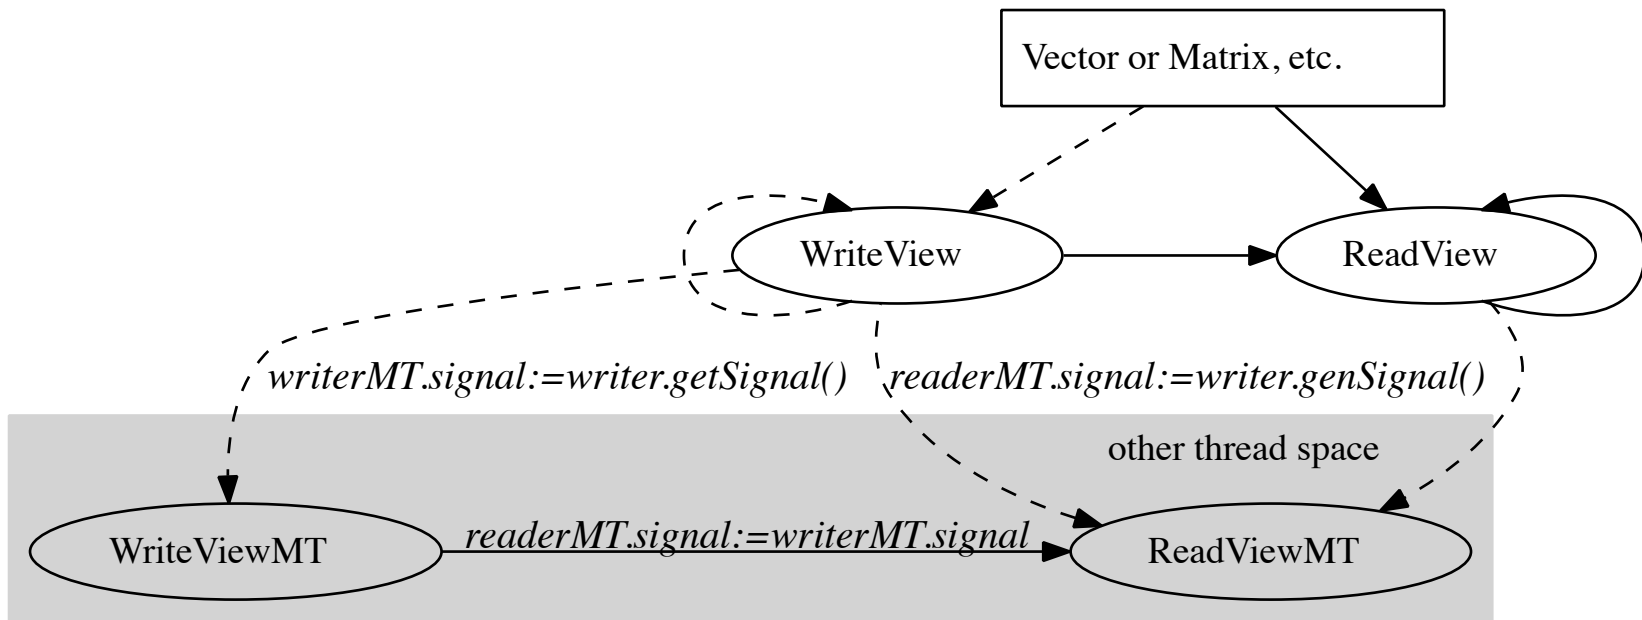 Vector or Matrix, etc.
WriteView
ReadView
writerMT.signal:=writer.getSignal()
readerMT.signal:=writer.genSignal()
other thread space
WriteViewMT
readerMT.signal:=writerMT.signal
ReadViewMT